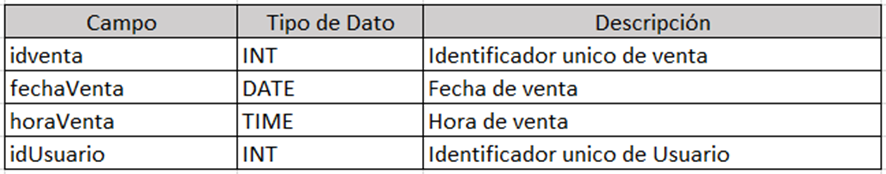 Campo Tipo de Dato Descripción
idventa INT Identificador unico de venta
fechaVenta DATE Fecha de venta
horaVenta TIME Hora de venta
idUsuario INT Identificador unico de Usuario